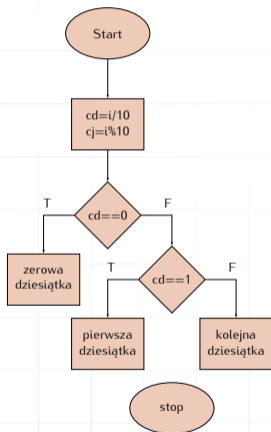 Start
cd=i/10
cj=i%10
T
F
cd==0
zerowa
dziesiątka
T
F
cd==1
pierwsza
dziesiątka
kolejna
dziesiątka
stop